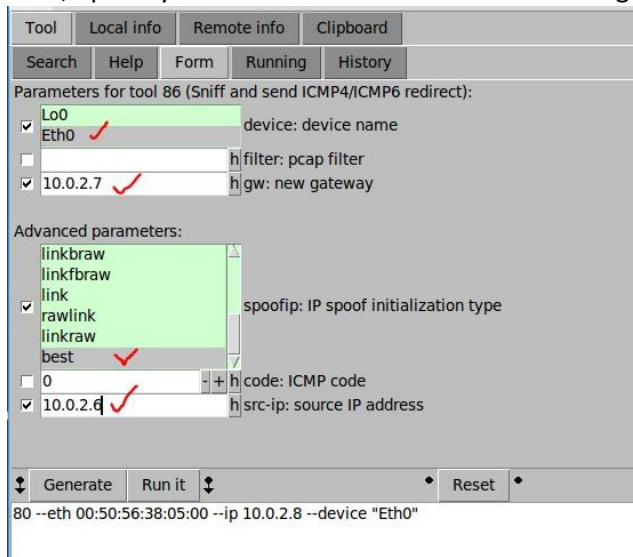 Tool Local info Remote info Clipboard
Search Help Form Running History
Parameters for tool 86 (Sniff and send ICMP4/ICMP6 redirect):
Lo0
Eth0
device: device name
h filter: pcap filter
10.0.2.7 h gw: new gateway
Advanced parameters:
linkbraw
linkfbraw
link
rawlink
linkraw
best
spoofip: IP spoof initialization type
0 - + h code: ICMP code
10.0.2.6 h src-ip: source IP address
Generate Run it Reset
80 --eth 00:50:56:38:05:00 --ip 10.0.2.8 --device "Eth0"